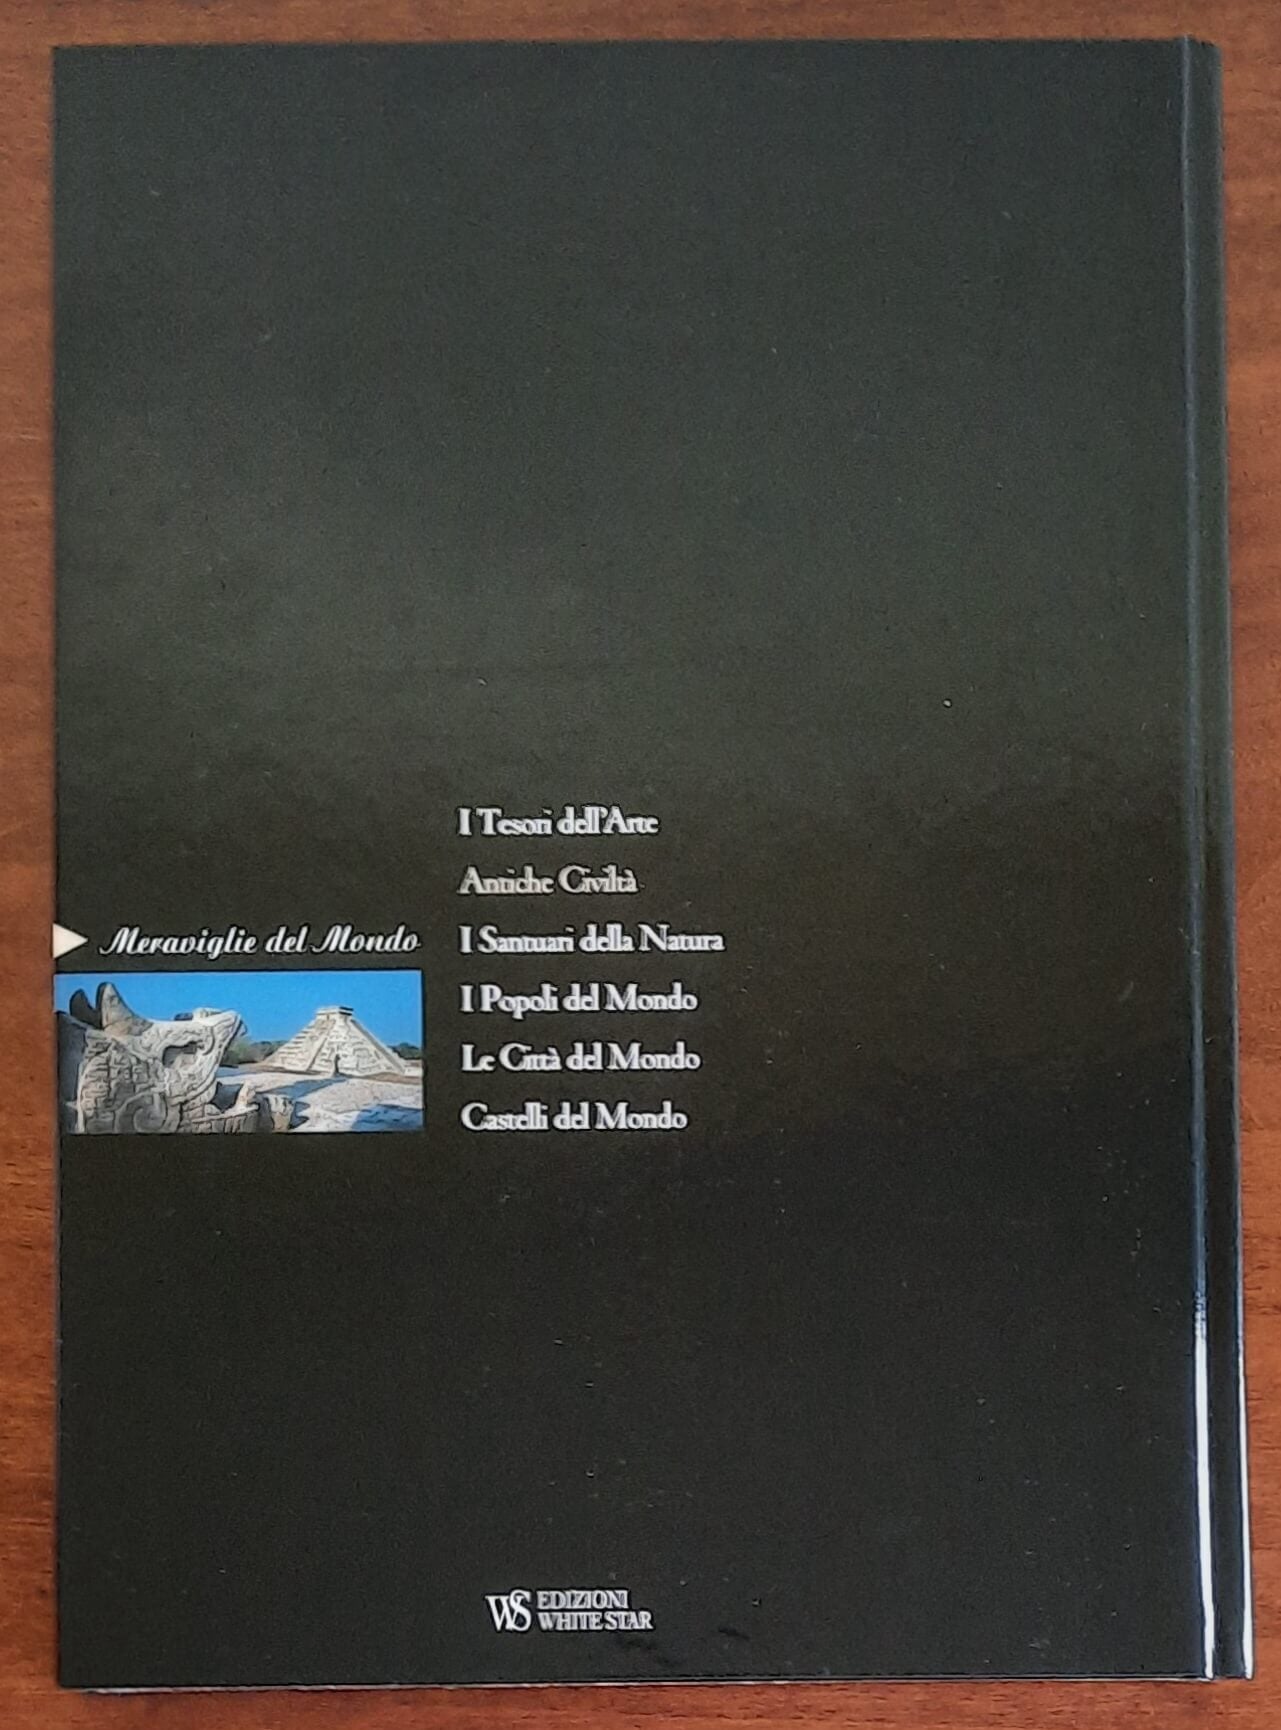 I Tesori dell'Arte
Antiche Civiltà
Meraviglie del Mondo
I Santuari della Natura
I Popoli del Mondo
Le Città del Mondo
Castelli del Mondo
WS EDIZIONI
WHITE STAR